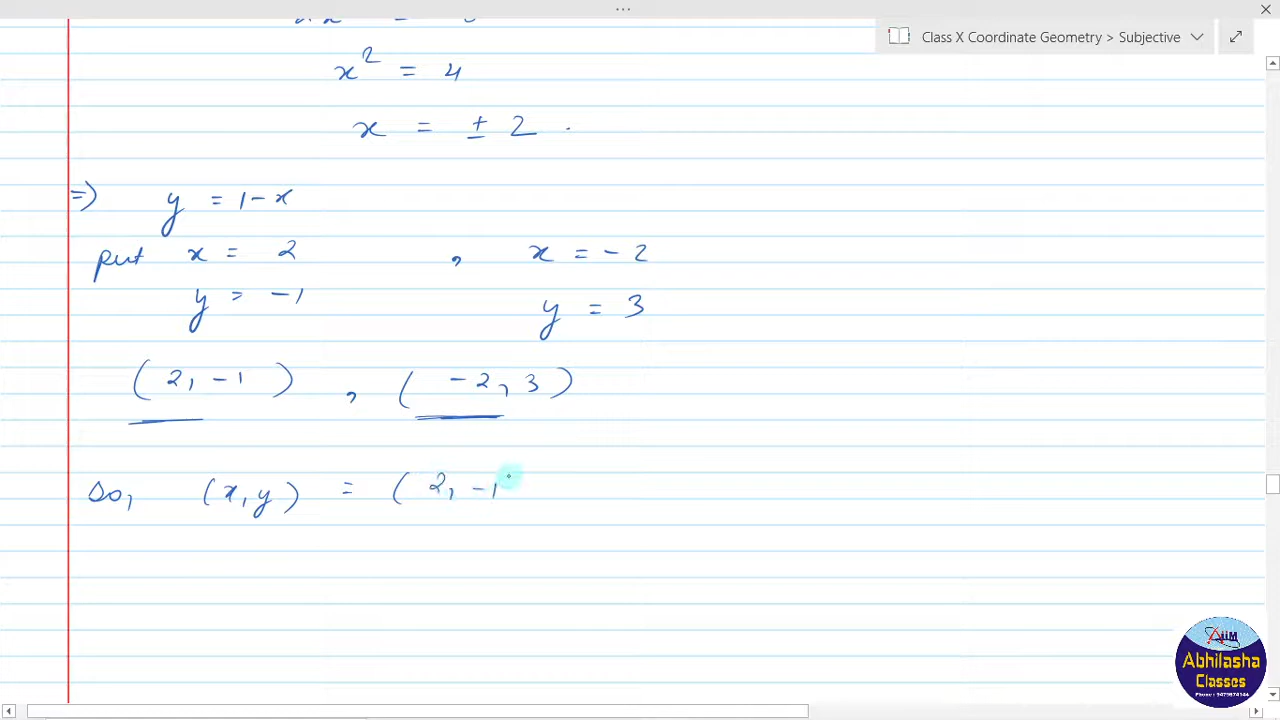 Class X Coordinate Geometry > Subjective
x² = 4
x = ± 2 .
=> y = 1 - x
put x = 2 , x = - 2
y = -1 y = 3
( 2, -1 ) , ( -2, 3 )
So, (x, y) = ( 2, -1
AIIM
Abhilasha
Classes